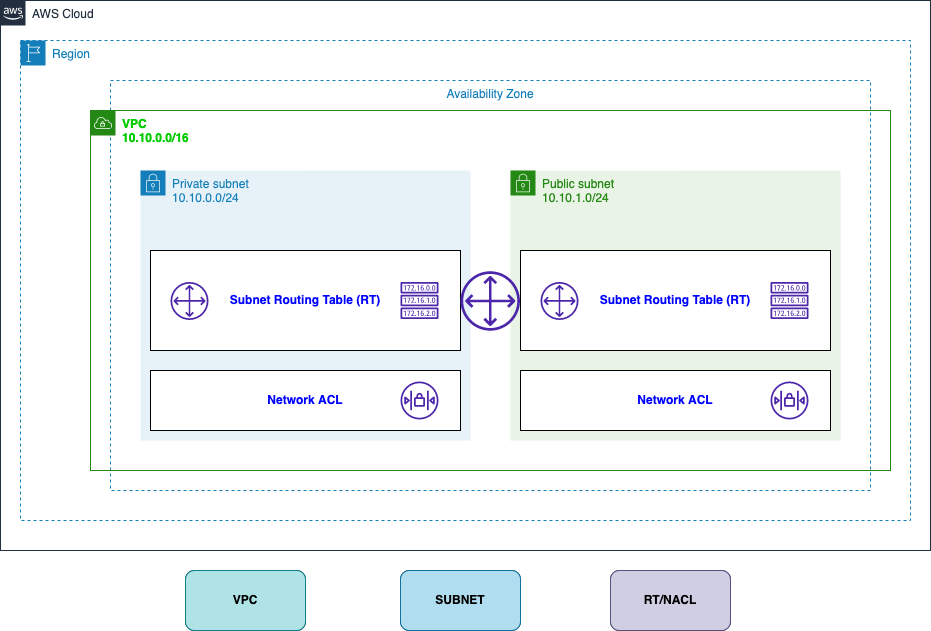 aws
AWS Cloud
Region
Availability Zone
VPC
10.10.0.0/16
Private subnet
10.10.0.0/24
Public subnet
10.10.1.0/24
Subnet Routing Table (RT)
172.16.0.0
172.16.1.0
172.16.2.0
Subnet Routing Table (RT)
172.16.0.0
172.16.1.0
172.16.2.0
Network ACL
Network ACL
VPC
SUBNET
RT/NACL